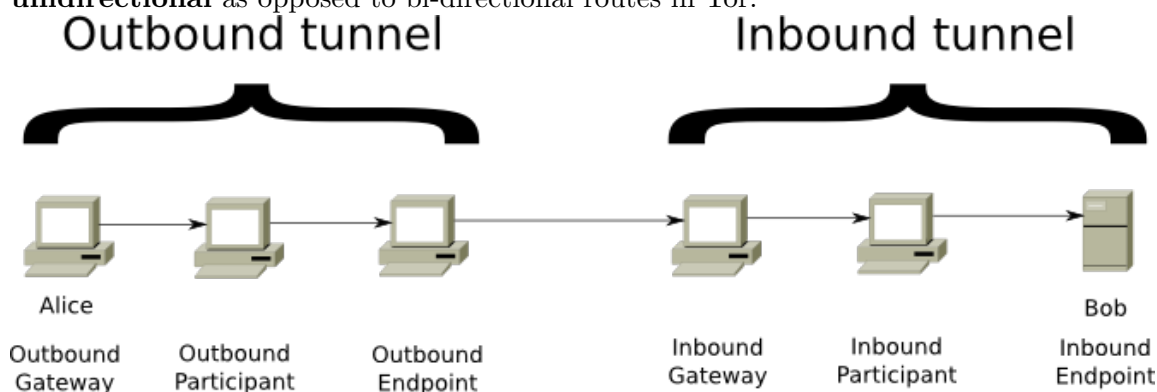 unidirectional as opposed to bi-directional routes in Tor.
Outbound tunnel
Inbound tunnel
Alice
Bob
Outbound
Gateway
Outbound
Participant
Outbound
Endpoint
Inbound
Gateway
Inbound
Participant
Inbound
Endpoint